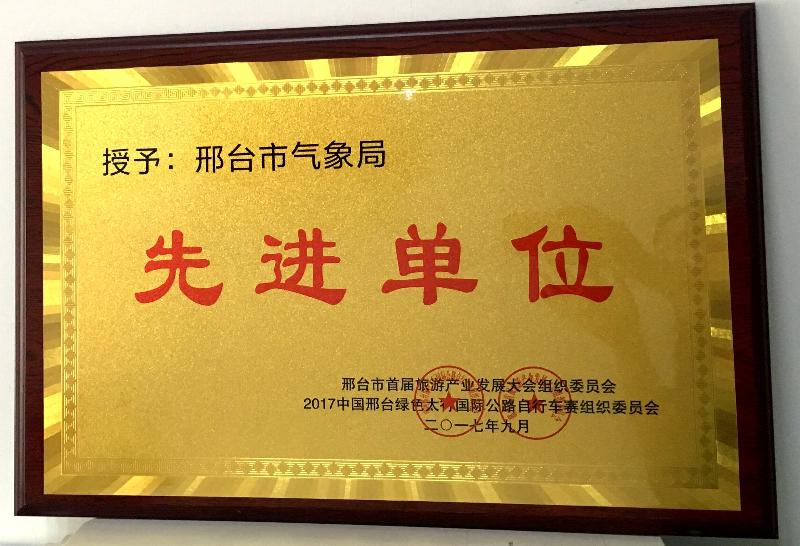 授予：邢台市气象局
先进单位
邢台市首届旅游产业发展大会组织委员会
2017中国邢台绿色太行国际公路自行车赛组织委员会
二〇一七年九月